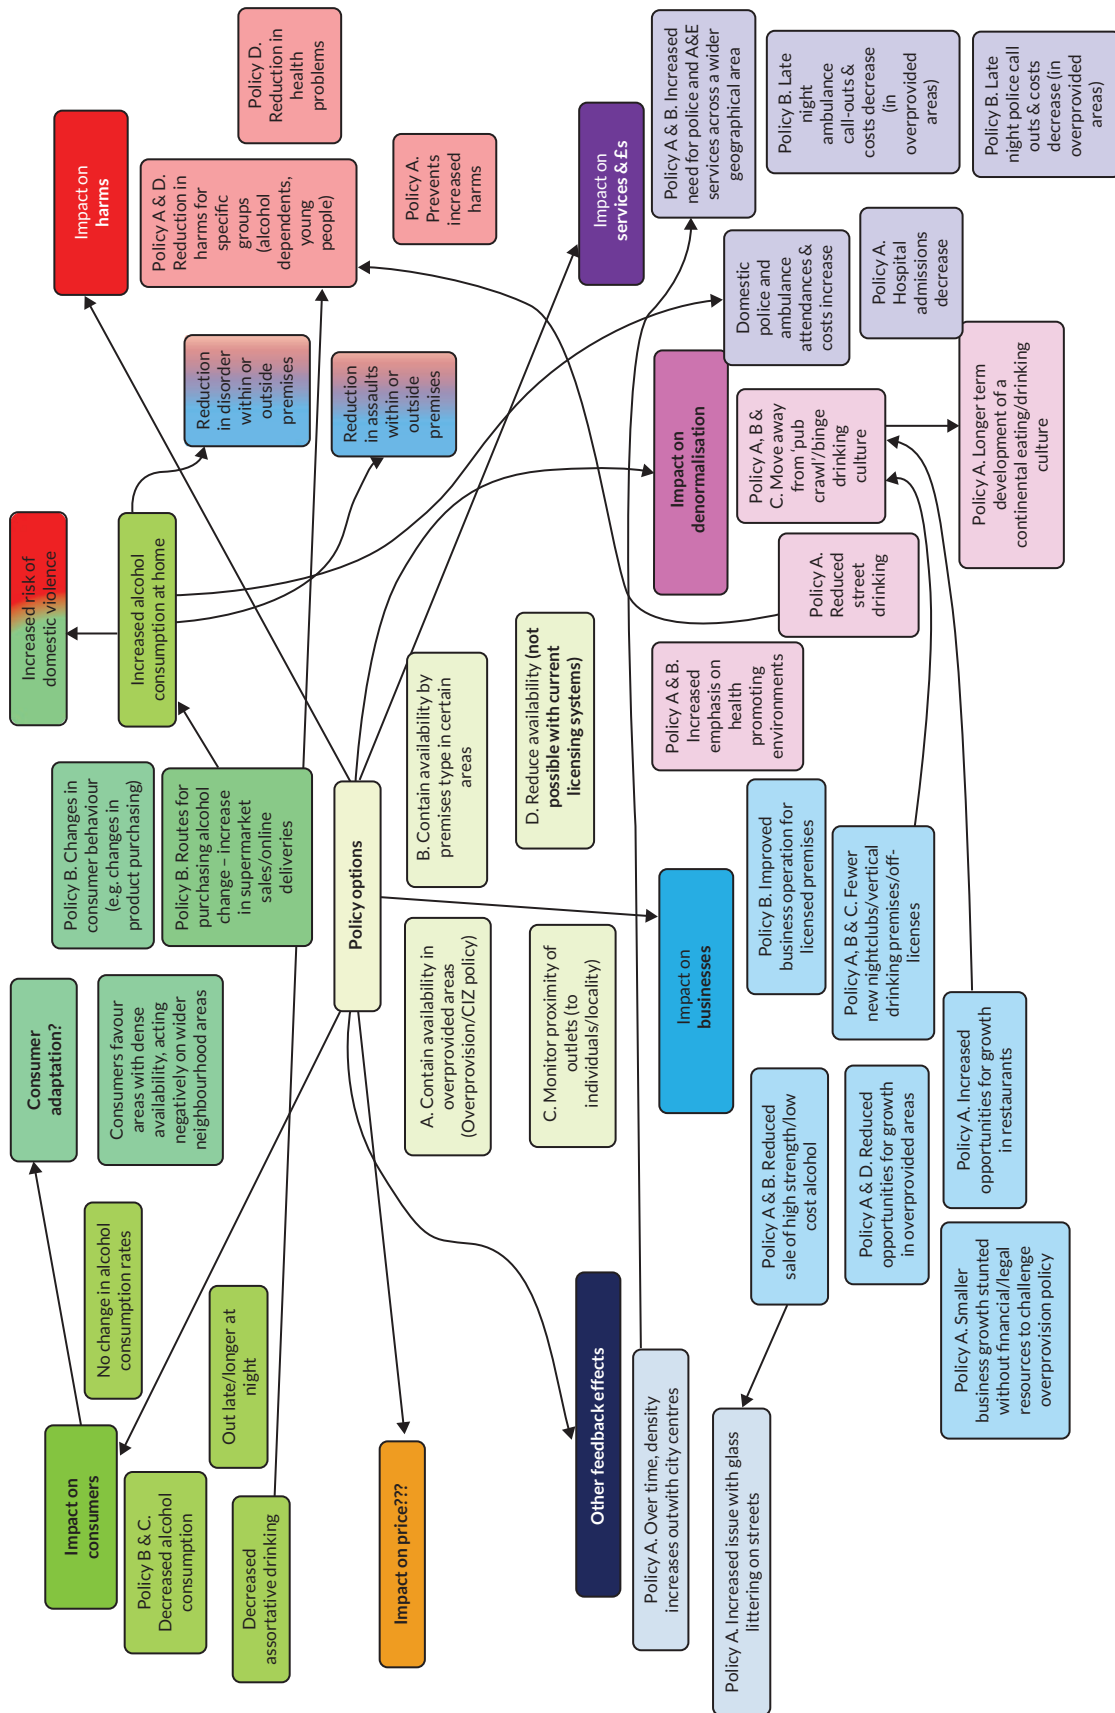 Impact on
consumers
Policy B & C.
Decreased alcohol
consumption
Decreased
assortative drinking
No change in alcohol
consumption rates
Out late/longer at
night
Consumer
adaptation?
Consumers favour
areas with dense
availability, acting
negatively on wider
neighbourhood areas
Policy B. Changes in
consumer behaviour
(e.g. changes in
product purchasing)
Policy B. Routes for
purchasing alcohol
change – increase
in supermarket
sales/online
deliveries
Increased risk of
domestic violence
Increased alcohol
consumption at home
Reduction
in disorder
within or
outside
premises
Reduction
in assaults
within or
outside
premises
Impact on
harms
Policy A & D.
Reduction in
harms for
specific
groups
(alcohol
dependents,
young
people)
Policy D.
Reduction in
health
problems
Policy A.
Prevents
increased
harms
Impact on price???
Policy options
A. Contain availability in
overprovided areas
(Overprovision/CIZ policy)
B. Contain availability by
premises type in certain
areas
C. Monitor proximity of
outlets (to
individuals/locality)
D. Reduce availability (not
possible with current
licensing systems)
Other feedback effects
Policy A. Over time, density
increases outwith city centres
Policy A. Increased issue with glass
littering on streets
Impact on
businesses
Policy A & B. Reduced
sale of high strength/low
cost alcohol
Policy A & D. Reduced
opportunities for growth
in overprovided areas
Policy A. Smaller
business growth stunted
without financial/legal
resources to challenge
overprovision policy
Policy B. Improved
business operation for
licensed premises
Policy A, B & C. Fewer
new nightclubs/vertical
drinking premises/off-
licenses
Policy A. Increased
opportunities for growth
in restaurants
Impact on
denormalisation
Policy A & B.
Increased
emphasis on
health
promoting
environments
Policy A.
Reduced
street
drinking
Policy A, B &
C. Move away
from ‘pub
crawl’/binge
drinking
culture
Policy A. Longer term
development of a
continental eating/drinking
culture
Impact on
services & £s
Policy A & B. Increased
need for police and A&E
services across a wider
geographical area
Domestic
police and
ambulance
attendances &
costs increase
Policy A.
Hospital
admissions
decrease
Policy B. Late
night
ambulance
call-outs &
costs decrease
(in
overprovided
areas)
Policy B. Late
night police call
outs & costs
decrease (in
overprovided
areas)